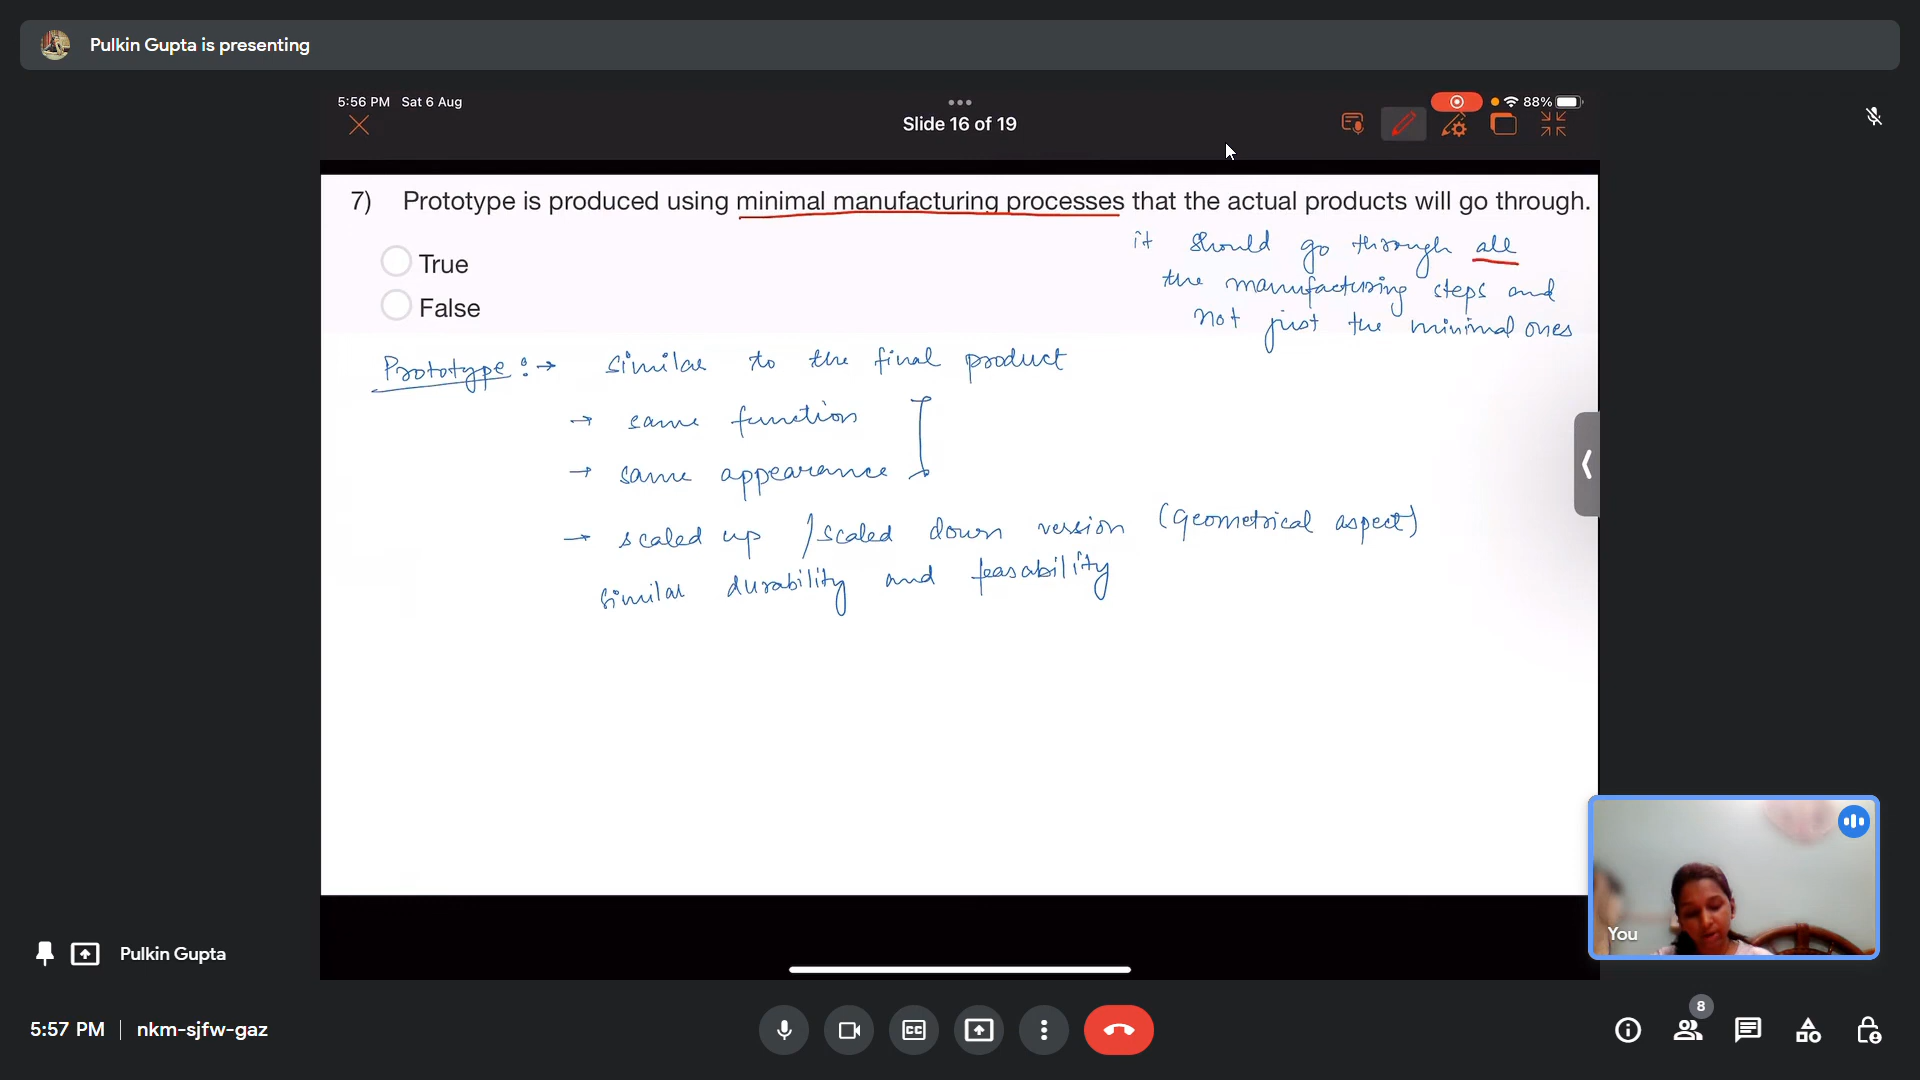 Pulkin Gupta is presenting
5:56 PM Sat 6 Aug
88%
Slide 16 of 19
7) Prototype is produced using minimal manufacturing processes that the actual products will go through.
it should go through all
the manufacturing steps and
not just the minimal ones
True
False
Prototype :→ similar to the final product
→ same function
→ same appearance
→ scaled up / scaled down version (Geometrical aspect)
similar durability and feasability
You
Pulkin Gupta
8
5:57 PM | nkm-sjfw-gaz
CC